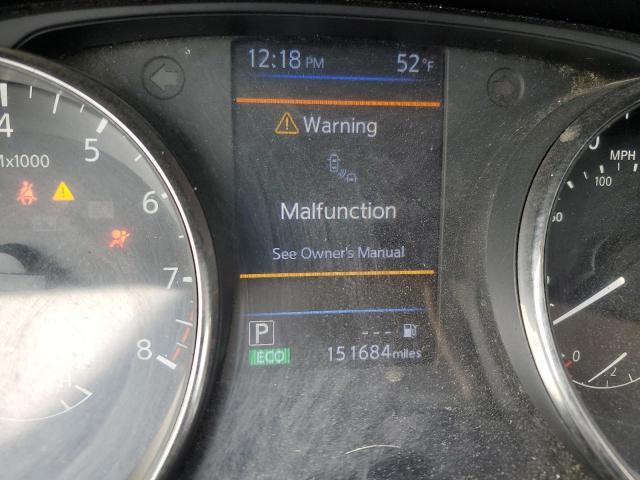 12:18 PM 52 °F
Warning
Malfunction
See Owner's Manual
P --- 
ECO 151684 miles
4
5
x1000
6
7
8
MPH
100
0
2